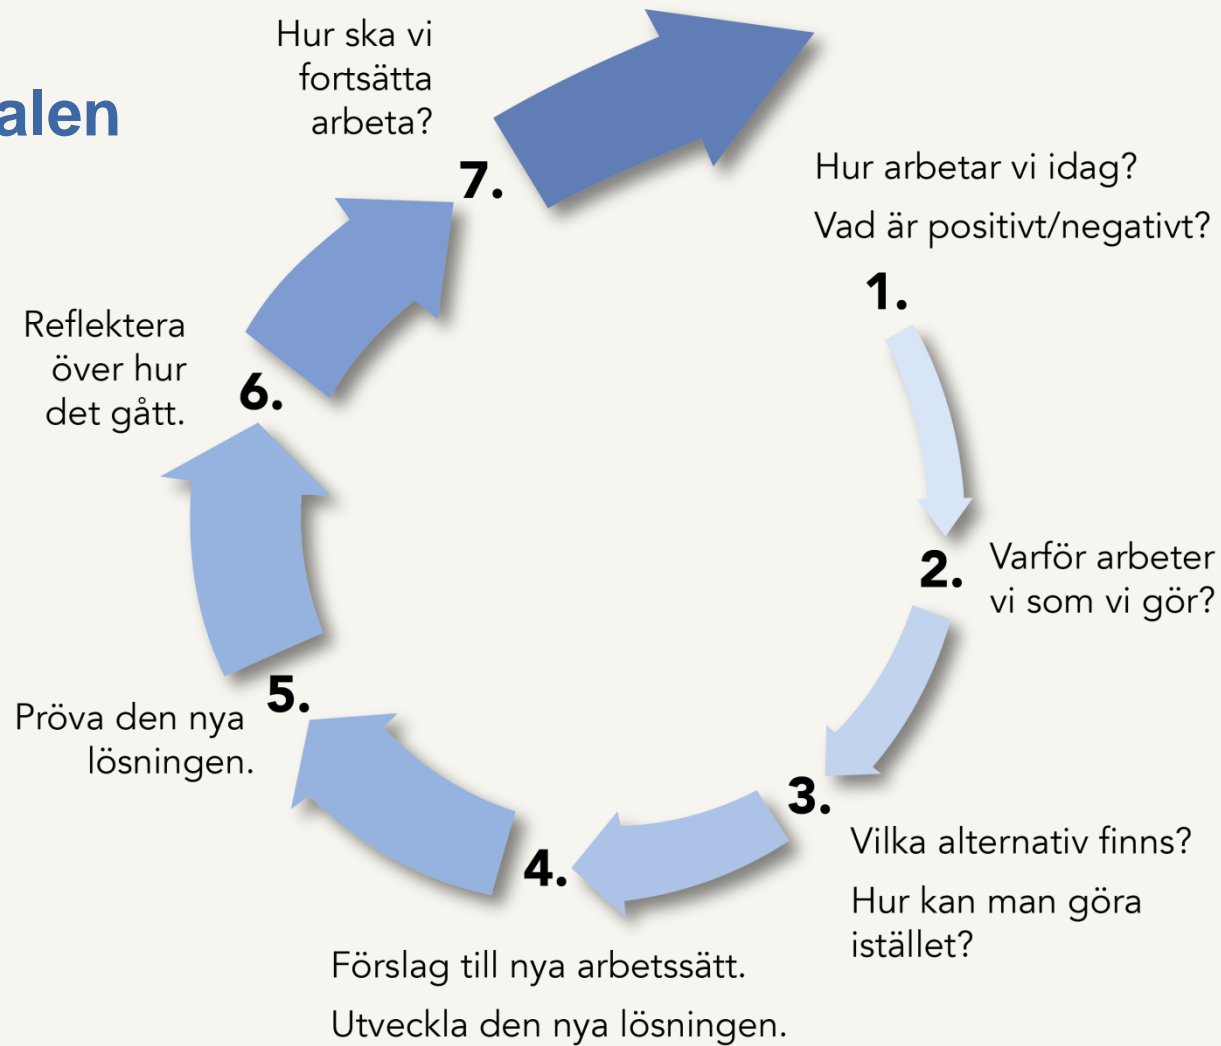 alen
Hur arbetar vi idag?
Vad är positivt/negativt?
1.
2.
Varför arbeter
vi som vi gör?
3.
Vilka alternativ finns?
Hur kan man göra
istället?
4.
Förslag till nya arbetssätt.
Utveckla den nya lösningen.
5.
Pröva den nya
lösningen.
6.
Reflektera
över hur
det gått.
7.
Hur ska vi
fortsätta
arbeta?